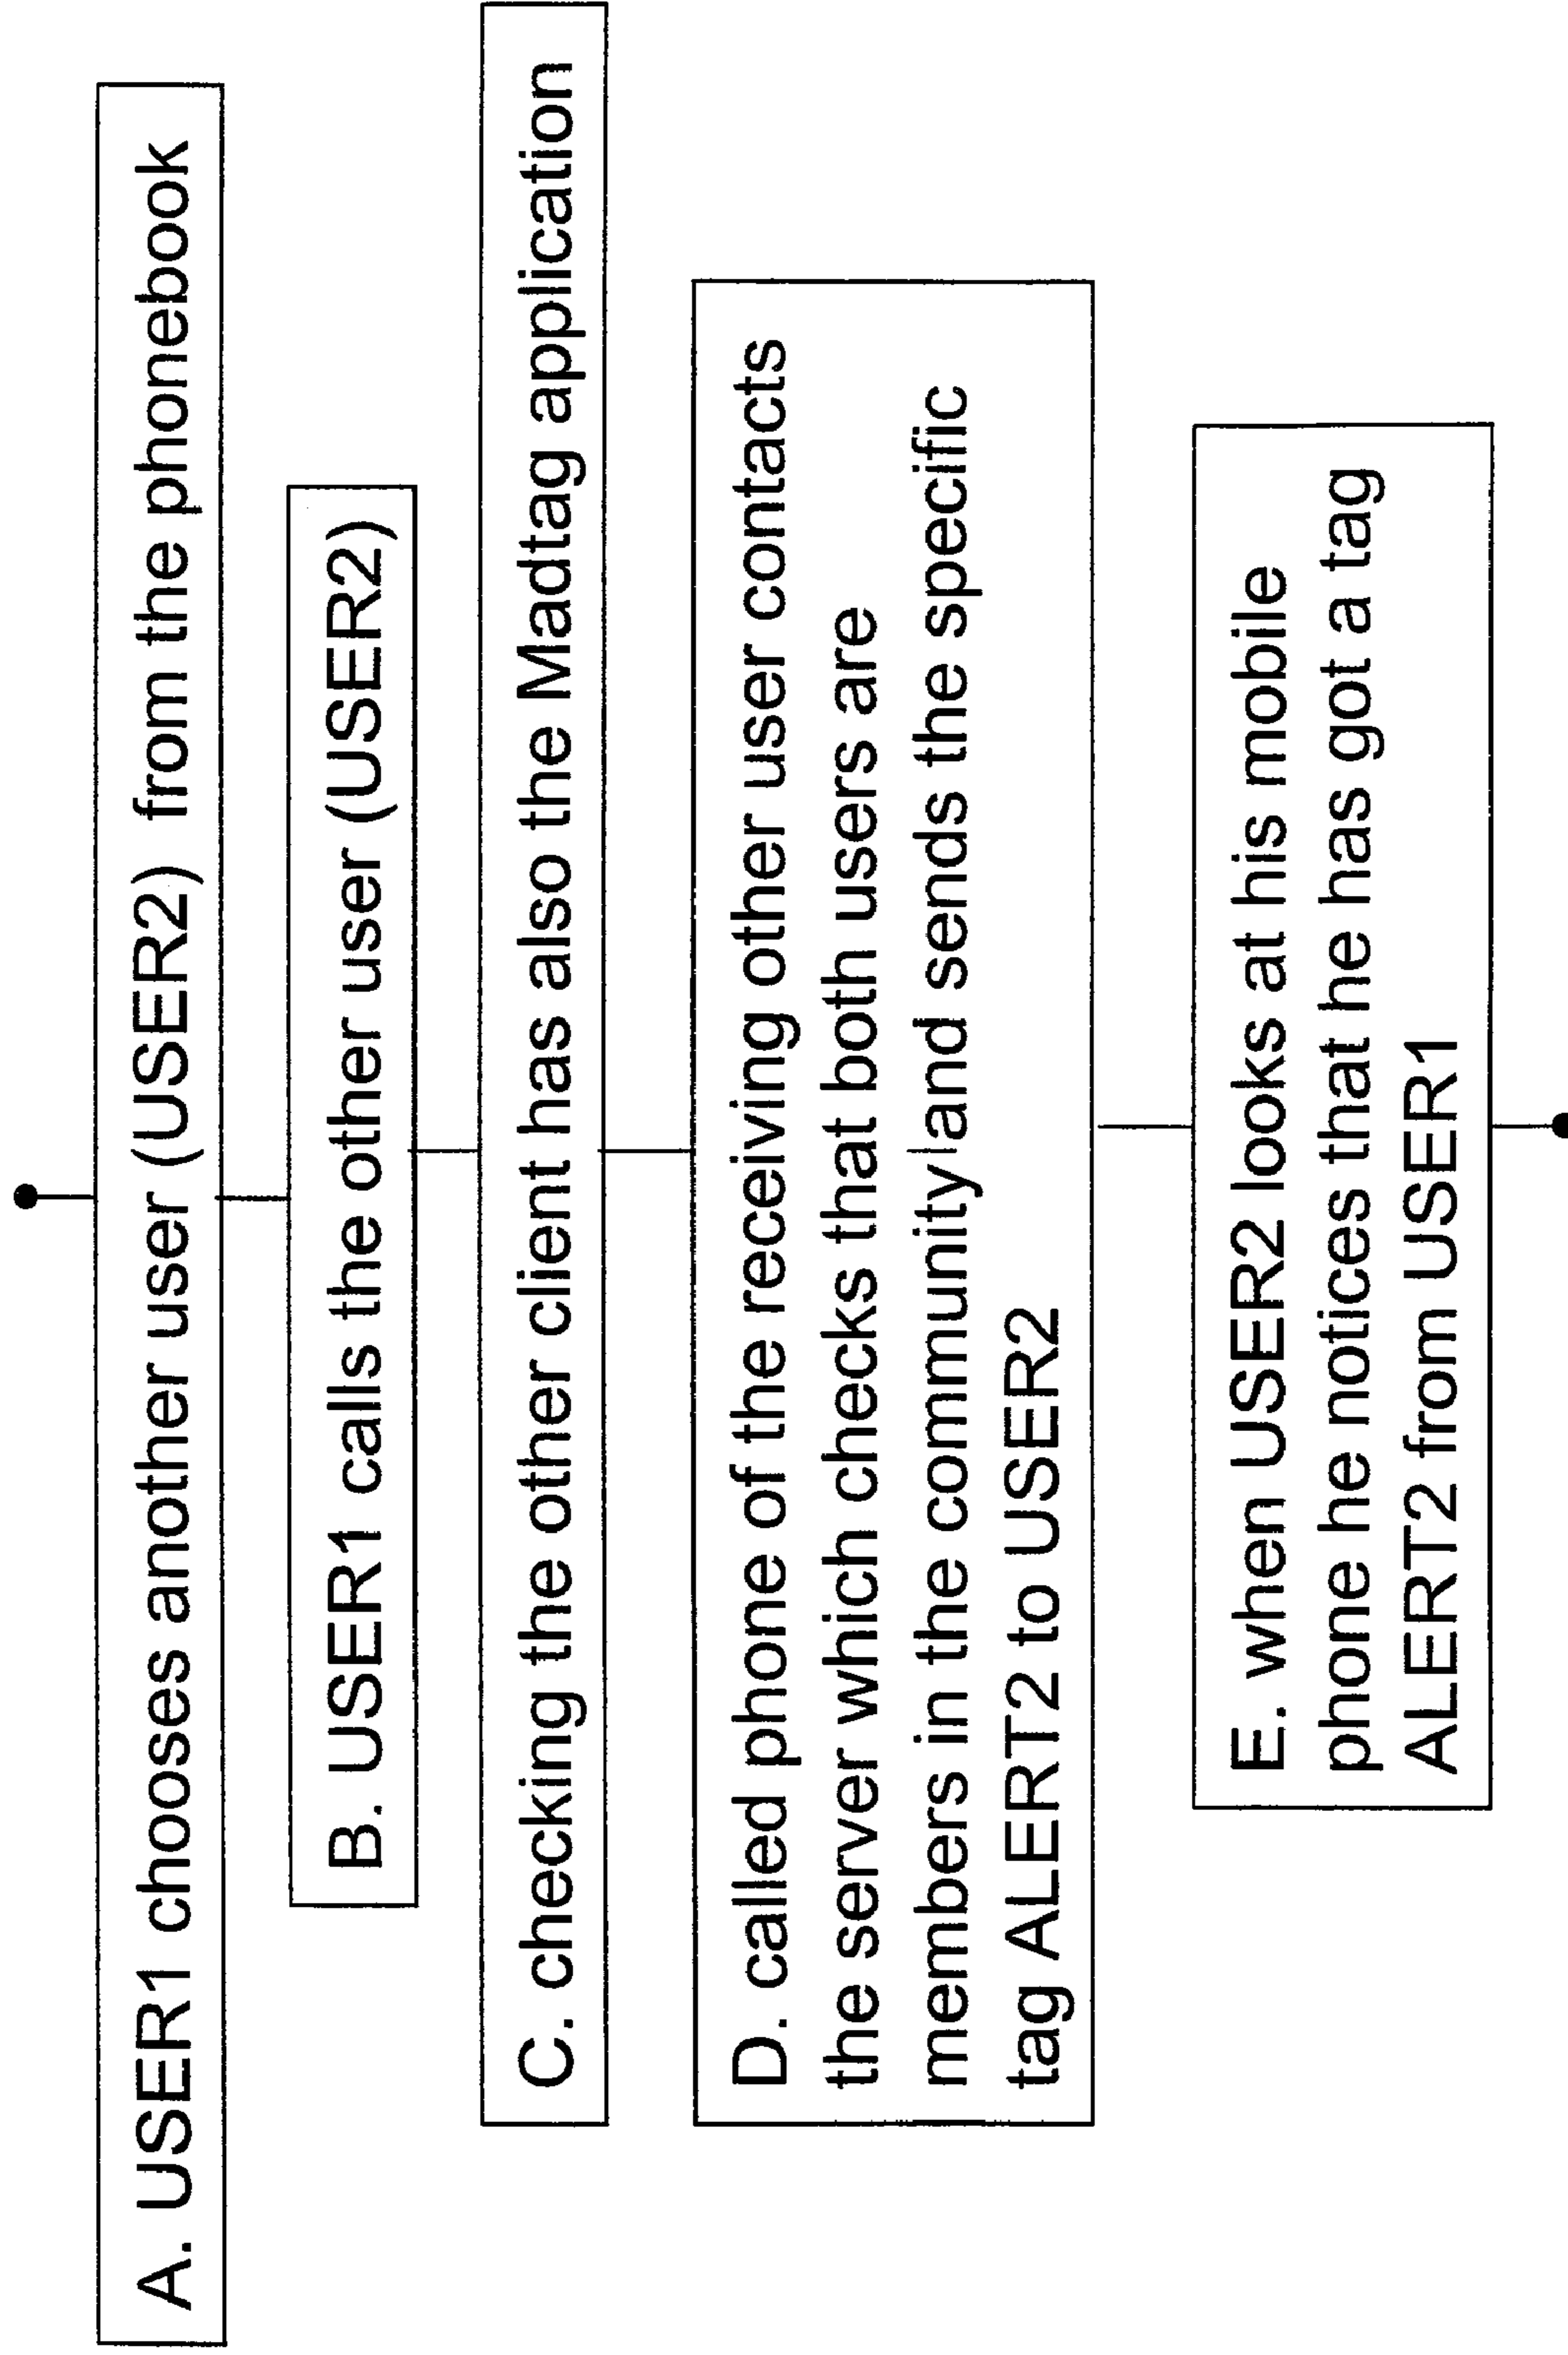 A. USER1 chooses another user (USER2) from the phonebook
B. USER1 calls the other user (USER2)
C. checking the other client has also the Madtag application
D. called phone of the receiving other user contacts
the server which checks that both users are
members in the community and sends the specific
tag ALERT2 to USER2
E. when USER2 looks at his mobile
phone he notices that he has got a tag
ALERT2 from USER1